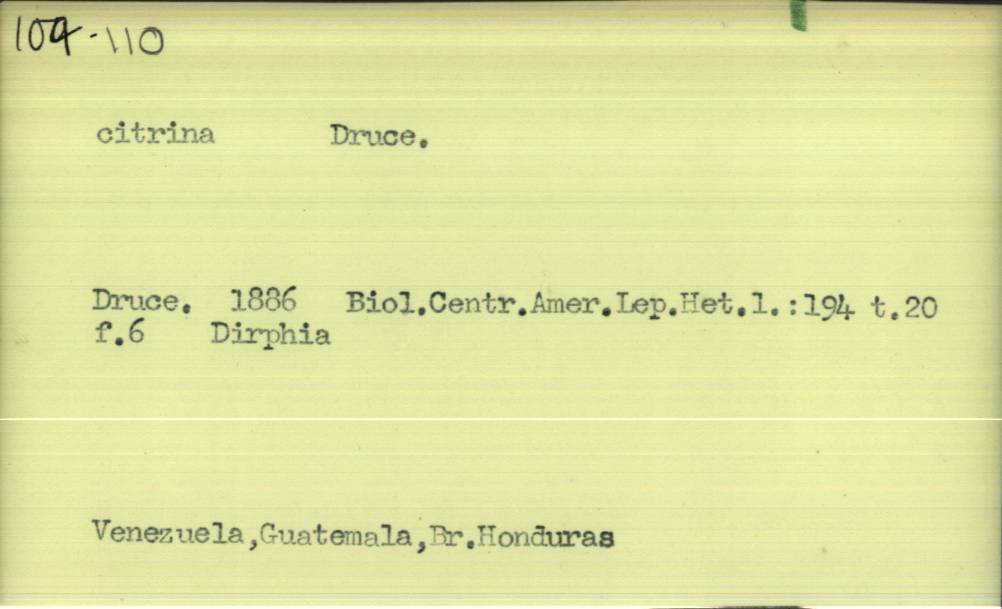 109-110
citrina Druce.
Druce. 1886 Biol.Centr.Amer.Lep.Het.1.:194 t.20
f.6 Dirphia
Venezuela,Guatemala,Br.Honduras